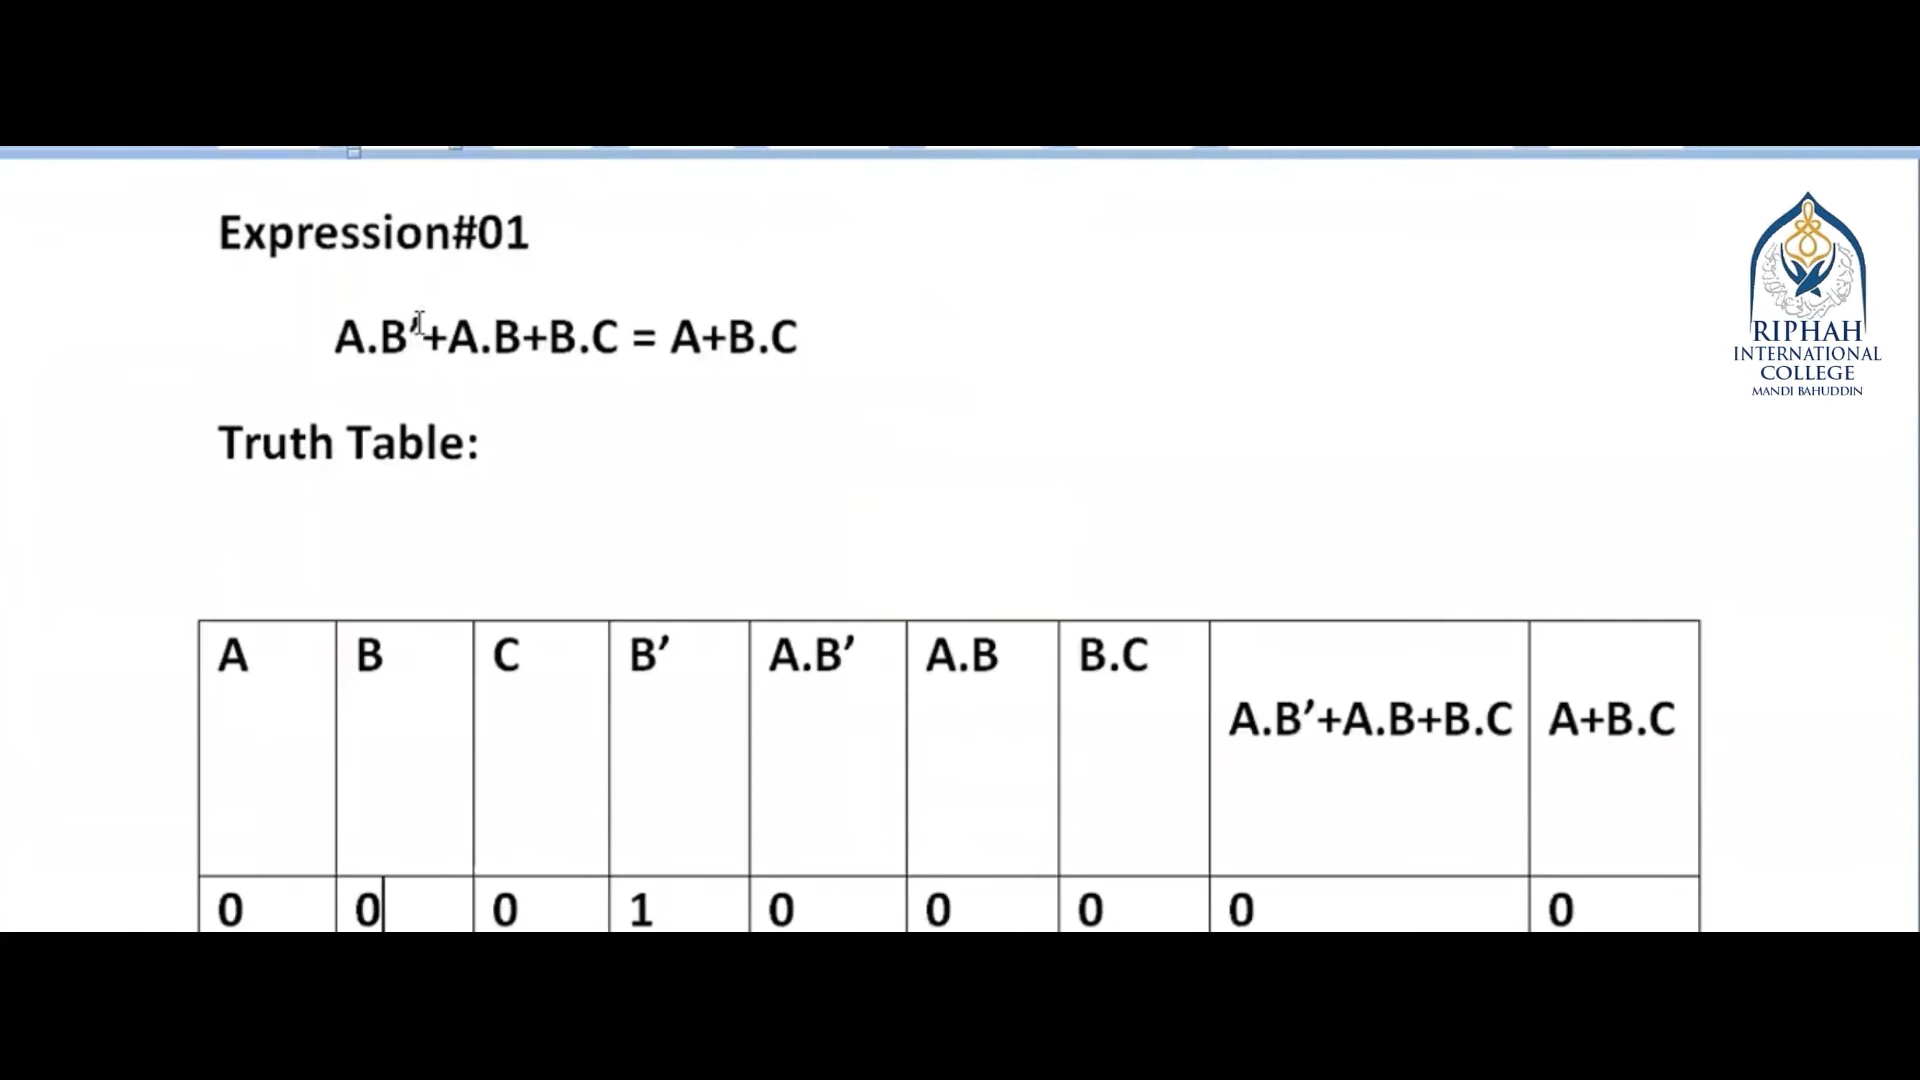 Expression#01
A.B’+A.B+B.C = A+B.C
Truth Table:
A B C B’ A.B’ A.B B.C A.B’+A.B+B.C A+B.C
0 0 0 1 0 0 0 0 0
RIPHAH
INTERNATIONAL
COLLEGE
MANDI BAHUDDIN